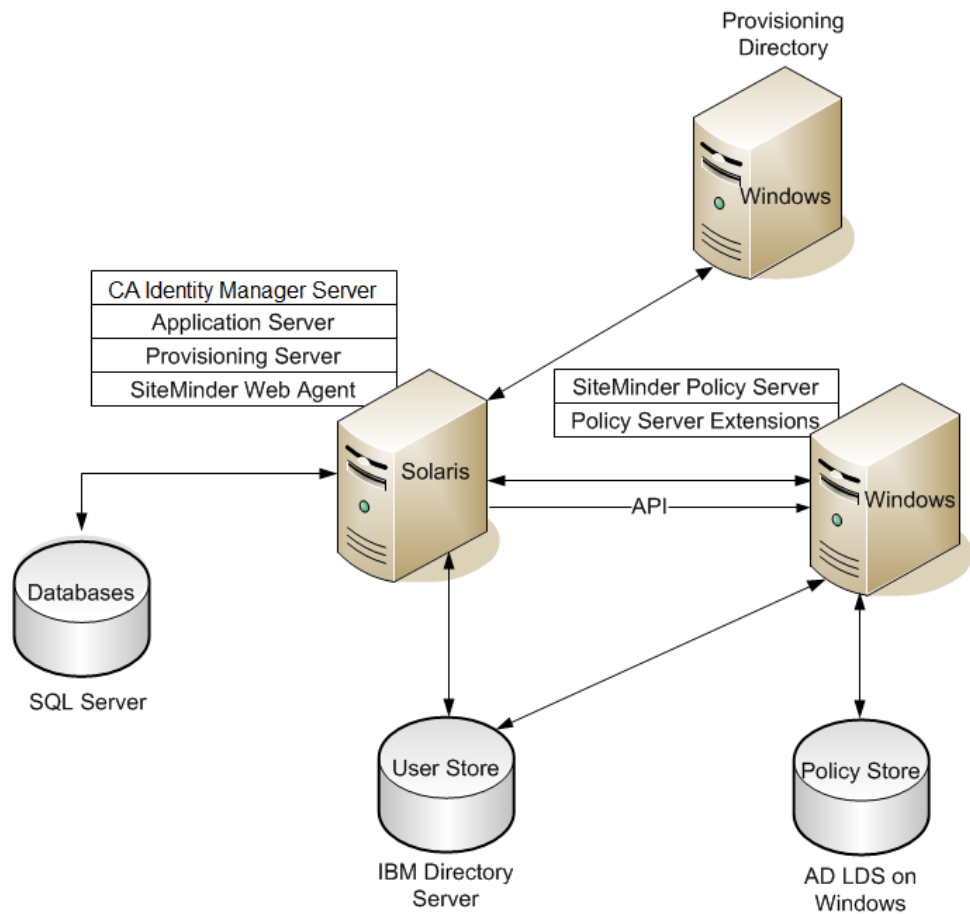 Provisioning
Directory
Windows
CA Identity Manager Server
Application Server
Provisioning Server
SiteMinder Web Agent
SiteMinder Policy Server
Policy Server Extensions
Solaris
Windows
API
Databases
SQL Server
User Store
IBM Directory
Server
Policy Store
AD LDS on
Windows